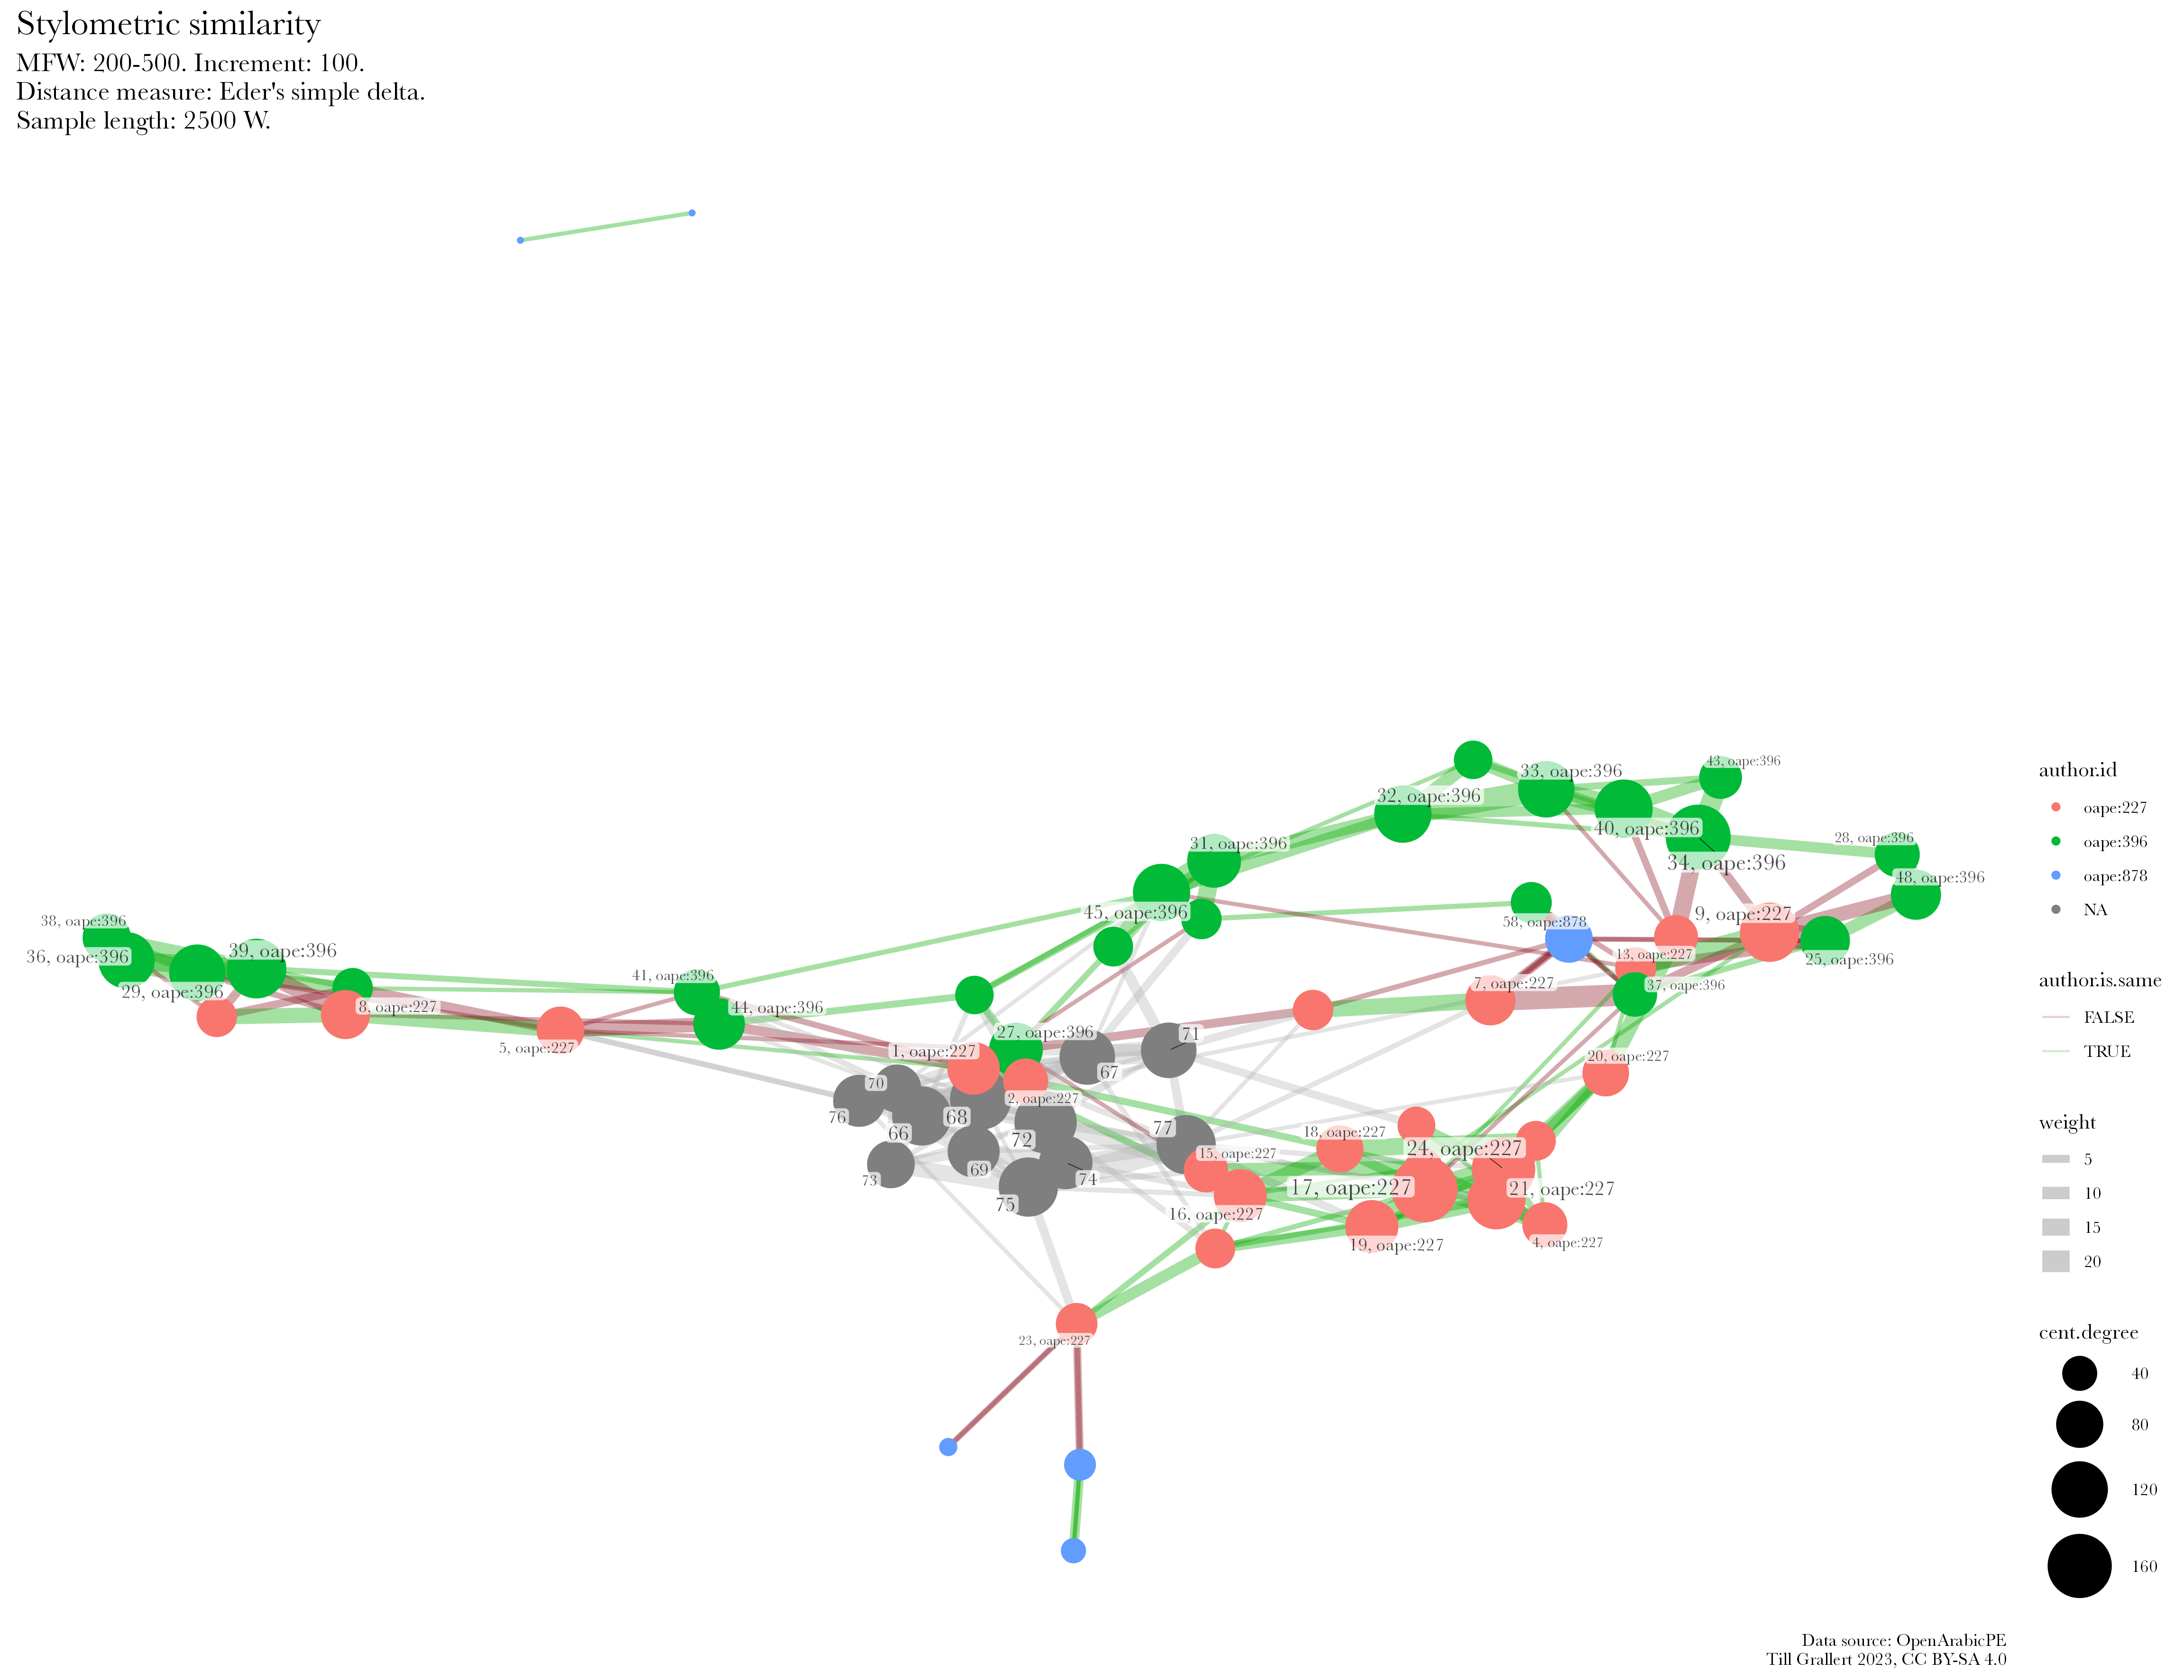 Stylometric similarity
MFW: 200-500. Increment: 100.
Distance measure: Eder's simple delta.
Sample length: 2500 W.
43, oape:396
33, oape:396
32, oape:396
40, oape:396
28, oape:396
31, oape:396
34, oape:396
48, oape:396
45, oape:396
9, oape:227
38, oape:396
58, oape:878
39, oape:396
36, oape:396
13, oape:227
25, oape:396
41, oape:396
7, oape:227
37, oape:396
29, oape:396
8, oape:227
44, oape:396
27, oape:396
71
5, oape:227
1, oape:227
20, oape:227
67
70
2, oape:227
76
68
66
72
77
18, oape:227
24, oape:227
15, oape:227
69
73
74
17, oape:227
21, oape:227
75
16, oape:227
19, oape:227
4, oape:227
23, oape:227
author.id
oape:227
oape:396
oape:878
NA
author.is.same
FALSE
TRUE
weight
5
10
15
20
cent.degree
40
80
120
160
Data source: OpenArabicPE
Till Grallert 2023, CC BY-SA 4.0